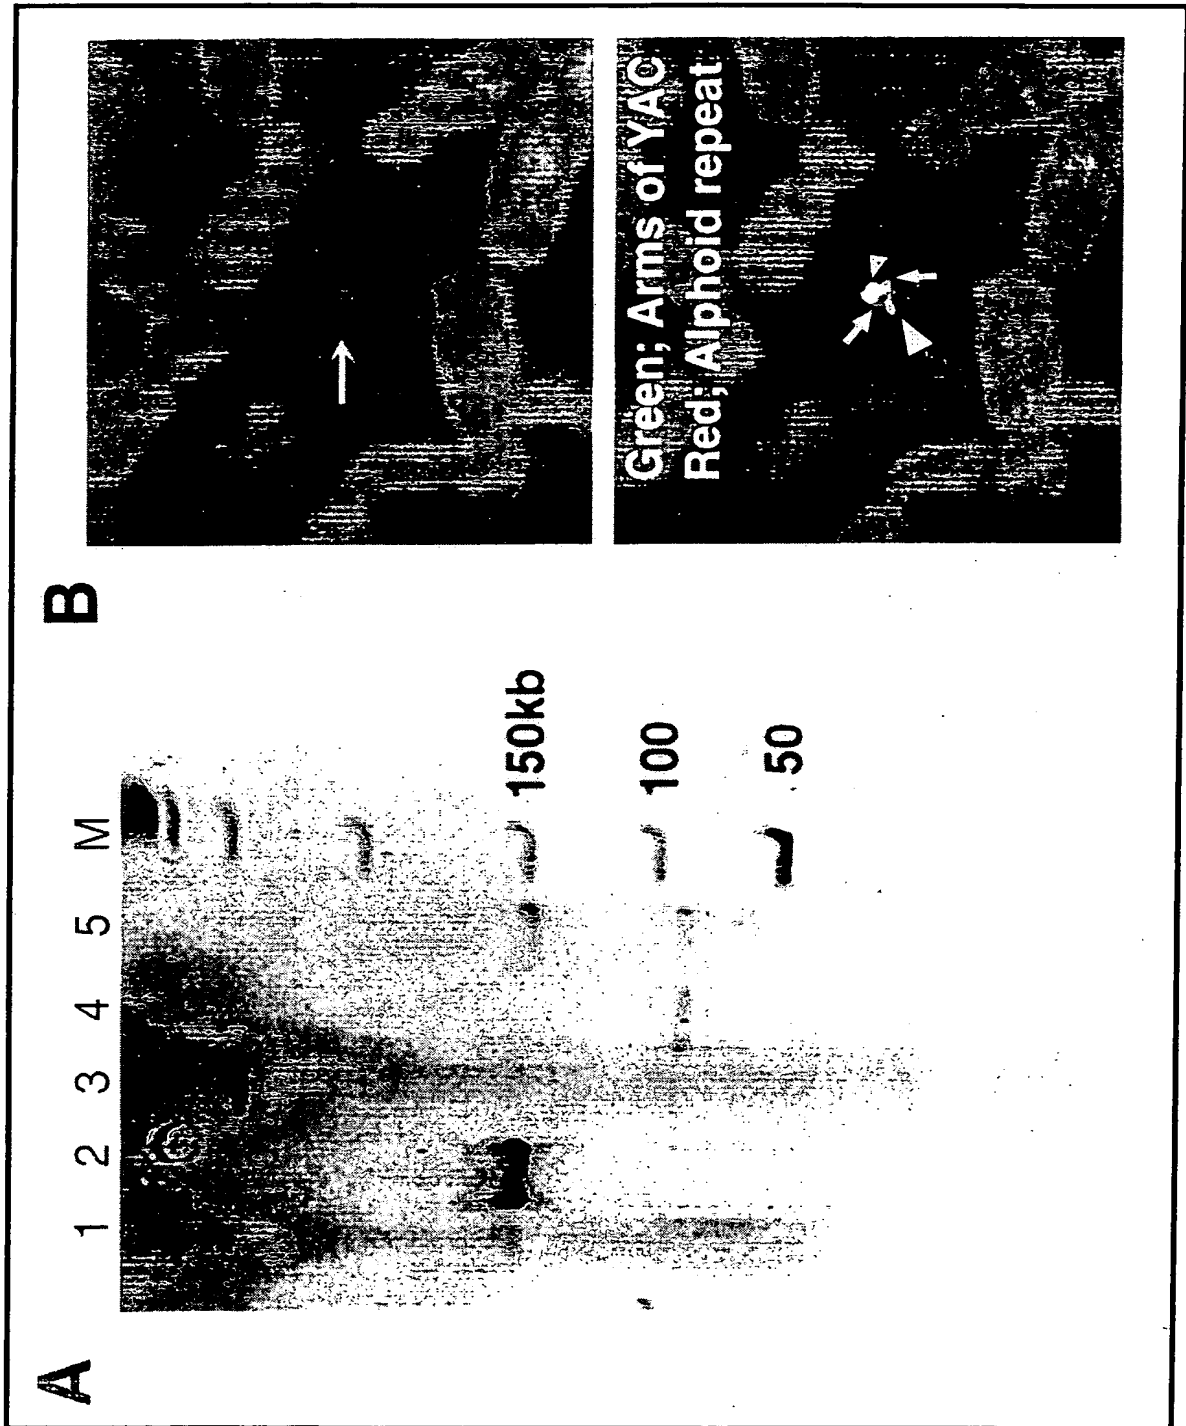 A
1 2 3 4 5 M
150kb
100
50
B
Green; Arms of YAC
Red; Alphoid repeat